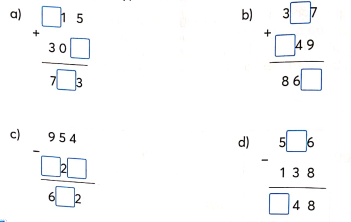 a) □ 1 5
+
3 0 □
7 □ 3
b) 3 □ 7
+
□ 4 9
8 6 □
c) 9 5 4
−
□ 2 □
6 □ 2
d) 5 □ 6
−
1 3 8
□ 4 8